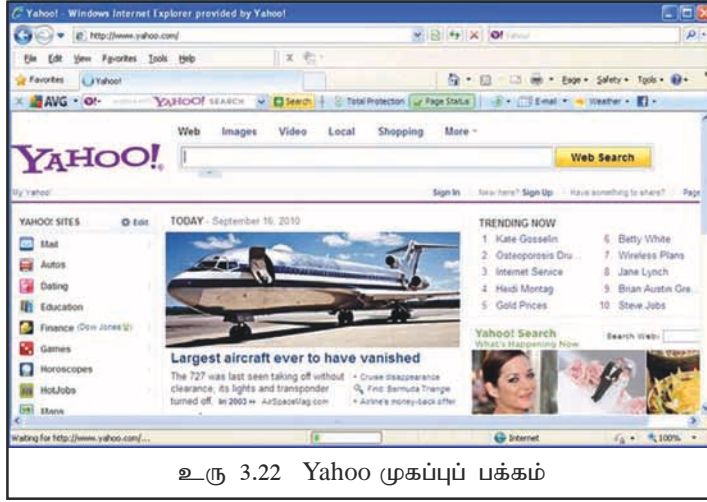 Yahoo! - Windows Internet Explorer provided by Yahoo!
http://www.yahoo.com/
File Edit View Favorites Tools Help
Favorites Yahoo!
Page Safety Tools
AVG YAHOO! SEARCH Search Total Protection Page Status E-mail Weather
Web Images Video Local Shopping More
YAHOO! Web Search
My Yahoo! Sign In New here? Sign Up Have something to share? Page
YAHOO! SITES Edit
Mail
Autos
Dating
Education
Finance (Dow Jones)
Games
Horoscopes
HotJobs
Maps
TODAY - September 16, 2010
Largest aircraft ever to have vanished
The 727 was last seen taking off without
clearance, its lights and transponder
turned off. In 2003 » AirSpaceMag.com
• Cruise disappearance
Find: Bermuda Triangle
• Airline's money-back offer
TRENDING NOW
1 Kate Gosselin
2 Osteoporosis Dru...
3 Internet Service
4 Heidi Montag
5 Gold Prices
6 Betty White
7 Wireless Plans
8 Jane Lynch
9 Brian Austin Gre...
10 Steve Jobs
Yahoo! Search
What's Happening Now
Search Web:
Waiting for http://www.yahoo.com/... Internet 100%
உரு 3.22 Yahoo முகப்புப் பக்கம்